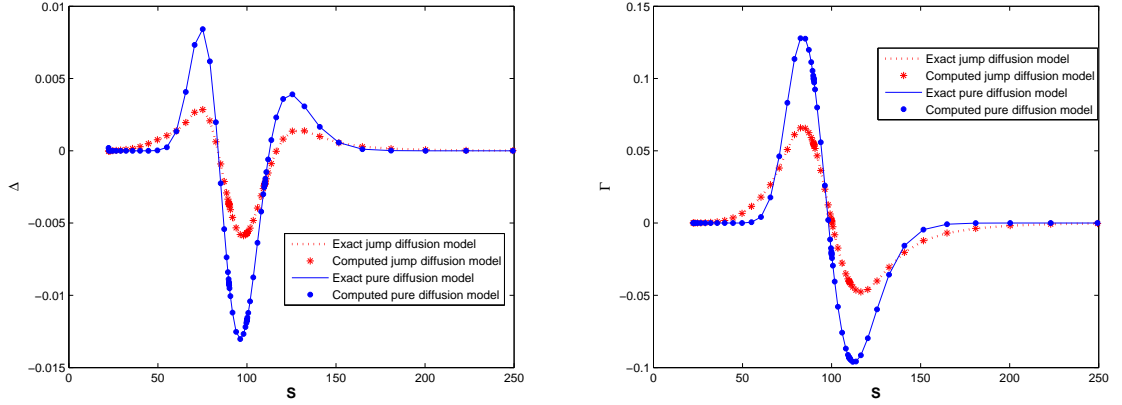 0.01
0.005
0
-0.005
-0.01
-0.015
0 50 100 150 200 250
Δ
S
Exact jump diffusion model
Computed jump diffusion model
Exact pure diffusion model
Computed pure diffusion model
0.15
0.1
0.05
0
-0.05
-0.1
0 50 100 150 200 250
Γ
S
Exact jump diffusion model
Computed jump diffusion model
Exact pure diffusion model
Computed pure diffusion model